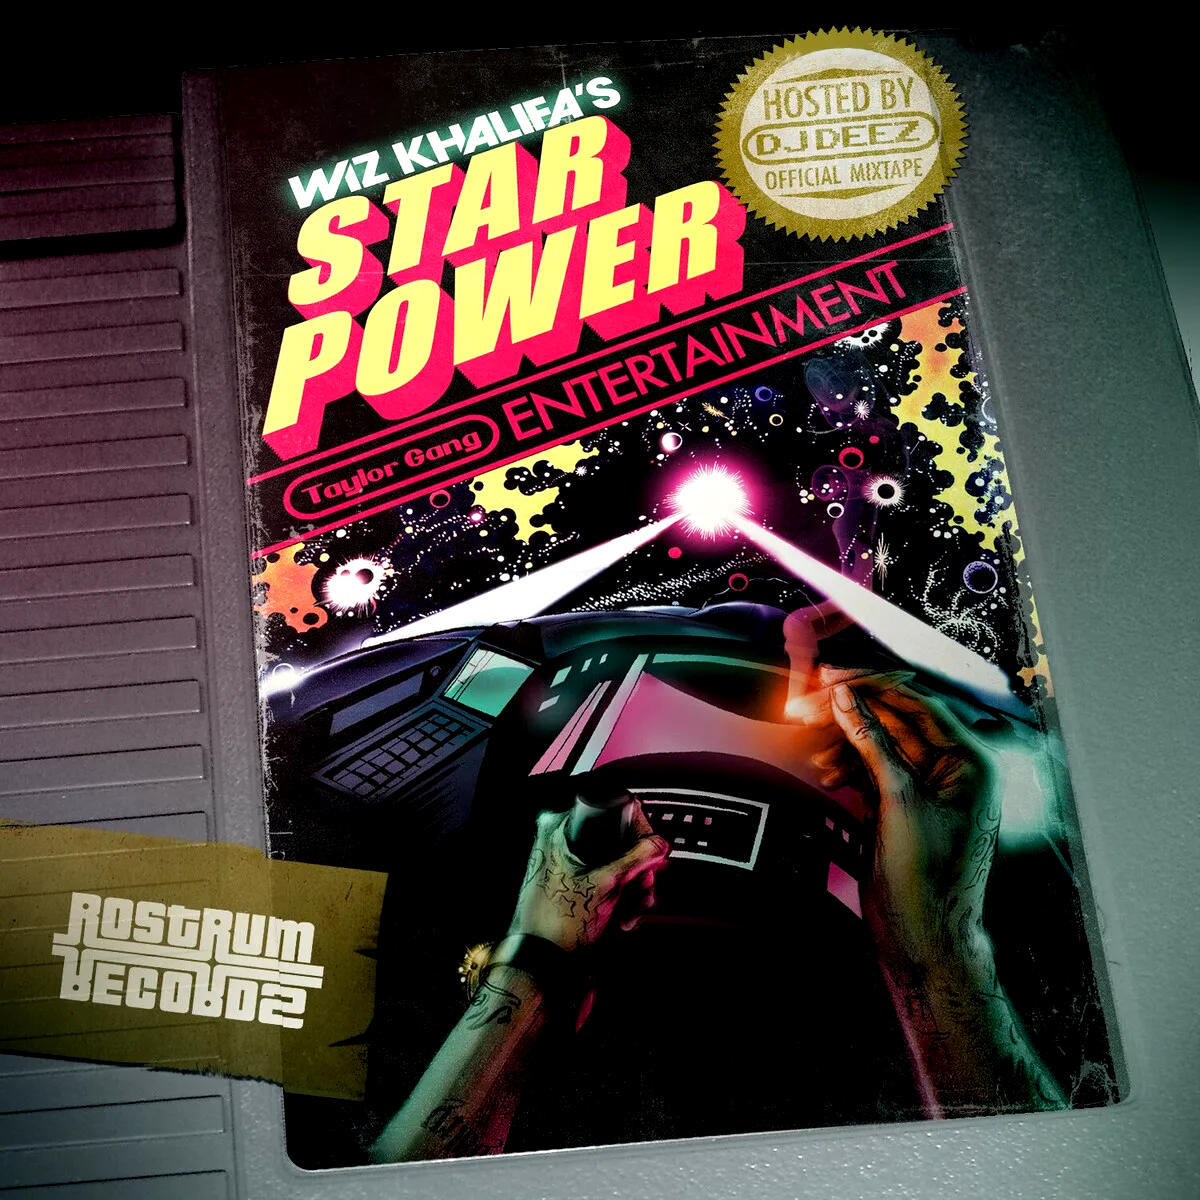 WIZ KHALIFA'S
STAR
POWER
HOSTED BY
DJ DEEZ
OFFICIAL MIXTAPE
Taylor Gang ENTERTAINMENT
ROSTRUM
RECORDS